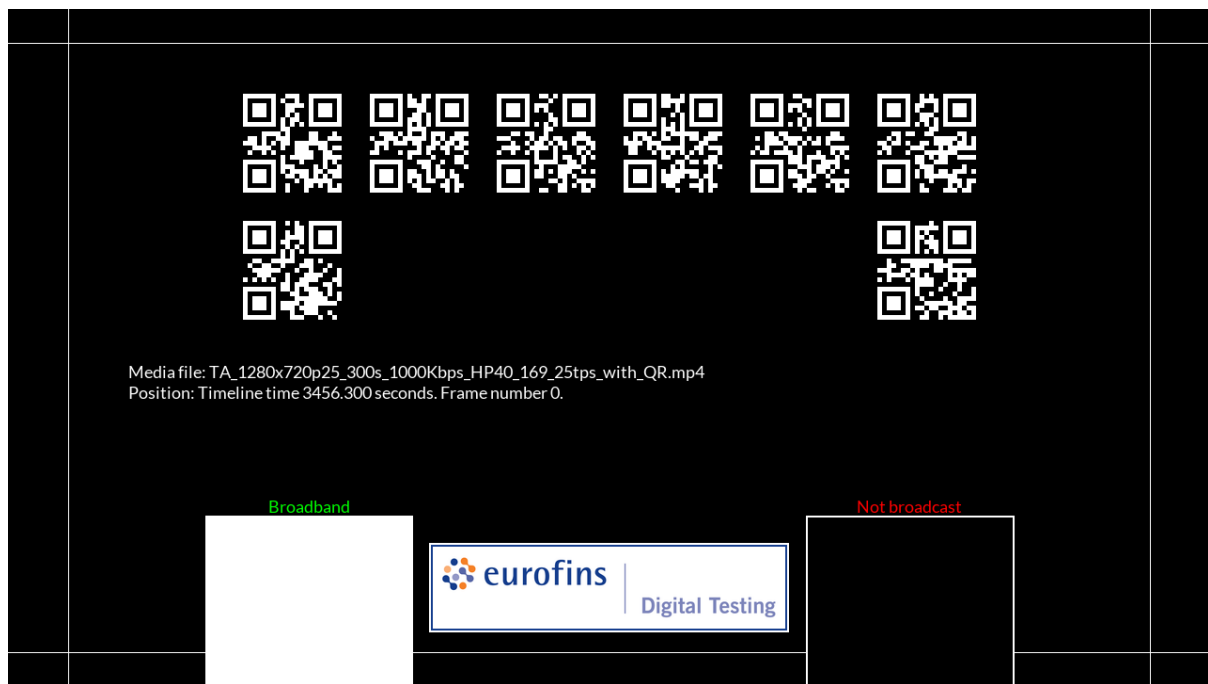 Media file: TA_1280x720p25_300s_1000Kbps_HP40_169_25tps_with_QR.mp4
Position: Timeline time 3456.300 seconds. Frame number 0.
Broadband
Not broadcast
eurofins
Digital Testing